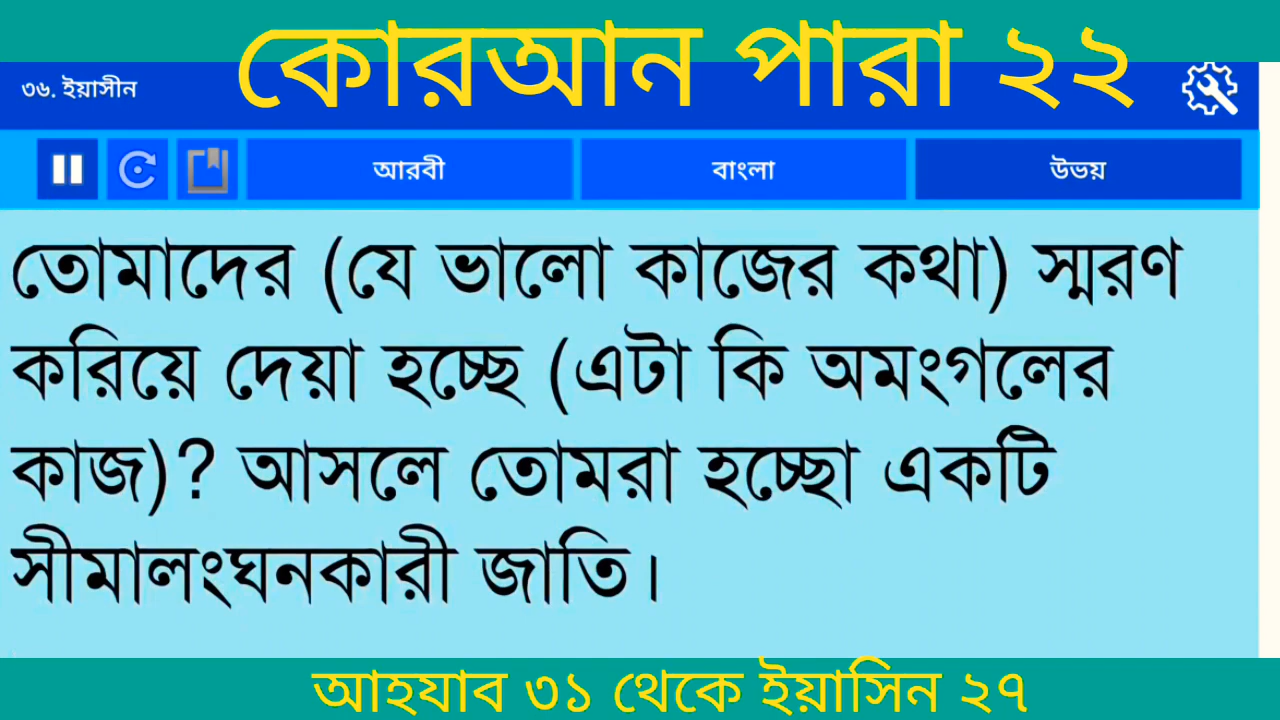 কোরআন পারা ২২
৩৬. ইয়াসীন
আরবী
বাংলা
উভয়
তোমাদের (যে ভালো কাজের কথা) স্মরণ
করিয়ে দেয়া হচ্ছে (এটা কি অমংগলের
কাজ)? আসলে তোমরা হচ্ছো একটি
সীমালংঘনকারী জাতি।
আহযাব ৩১ থেকে ইয়াসিন ২৭